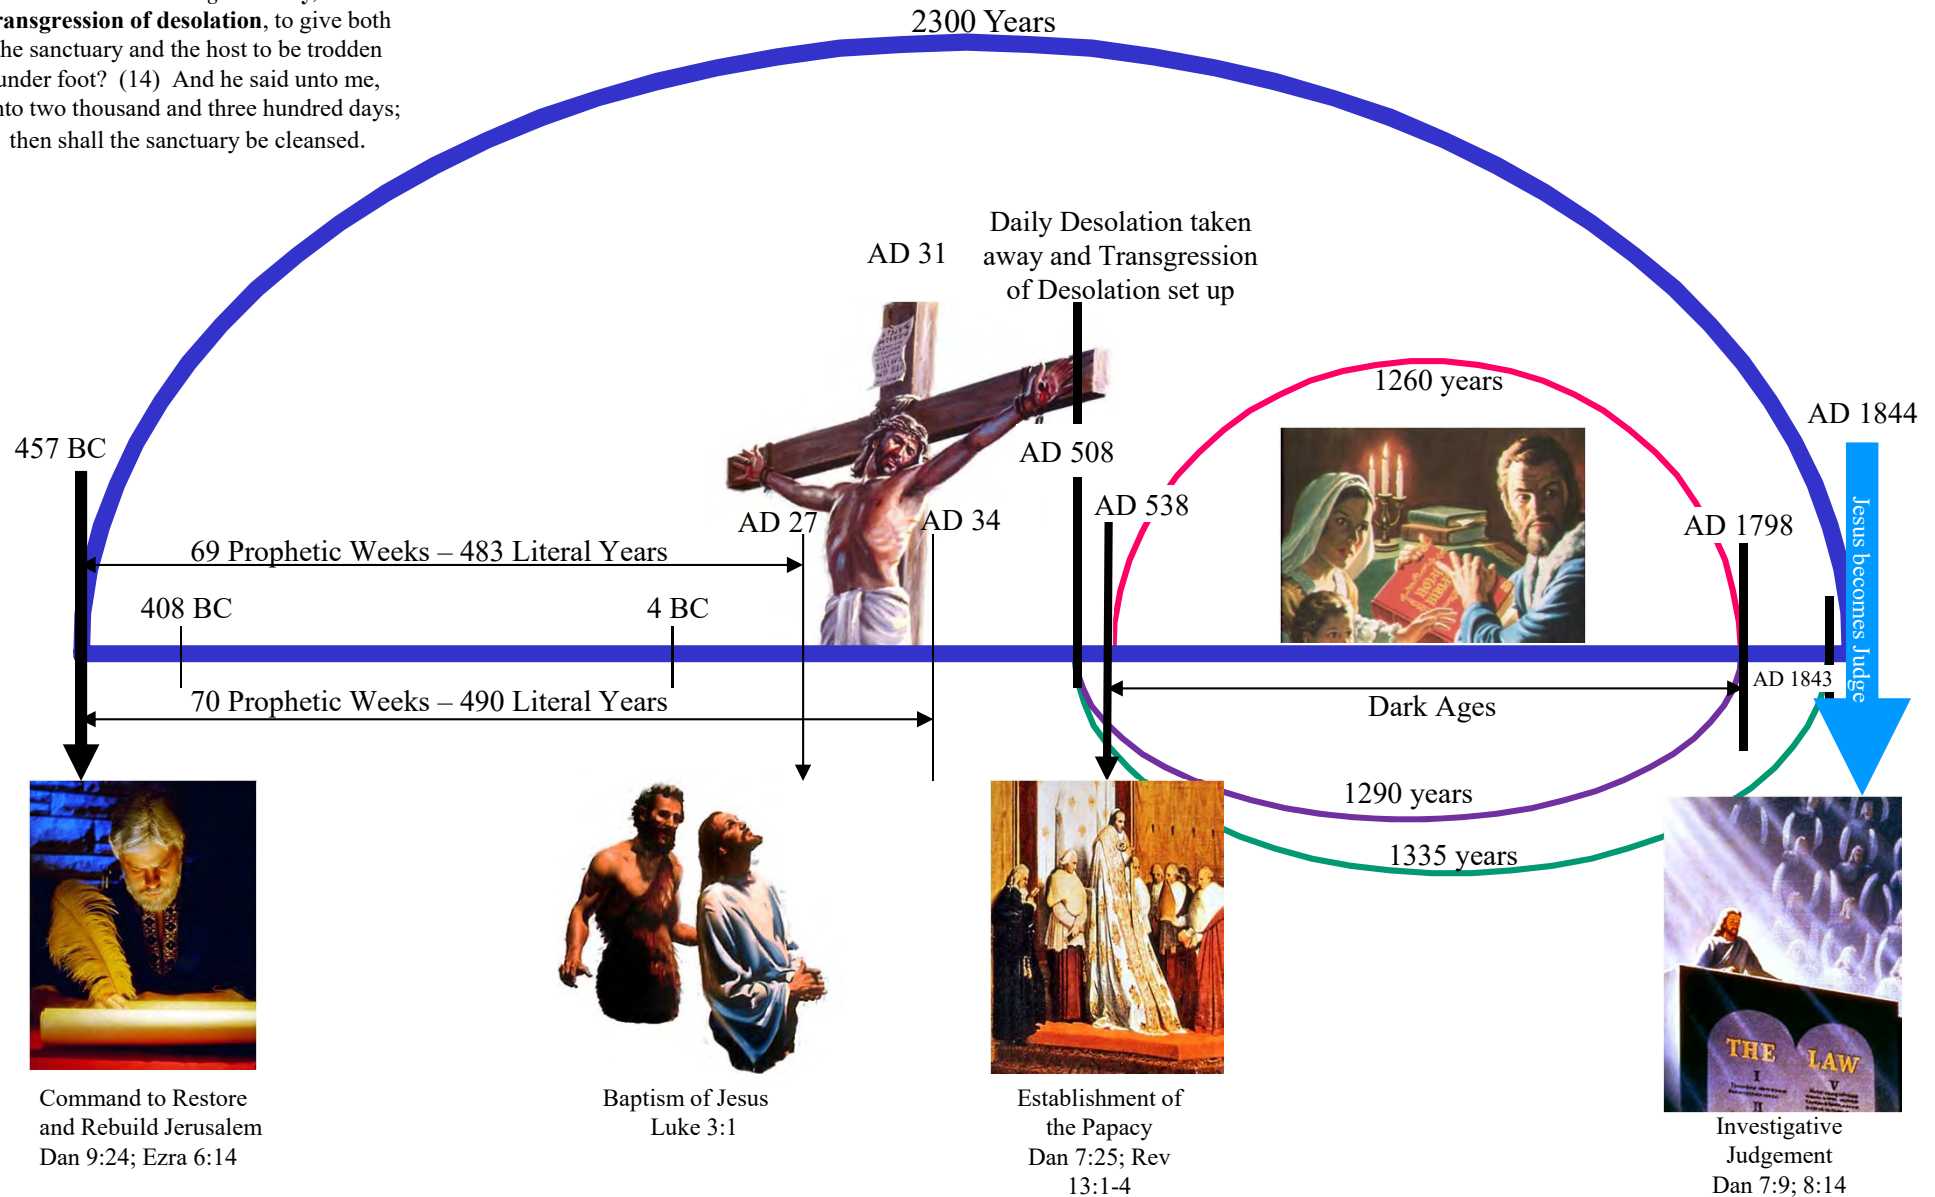 ransgression of desolation, to give both
he sanctuary and the host to be trodden
under foot? (14) And he said unto me,
nto two thousand and three hundred days;
then shall the sanctuary be cleansed.
2300 Years
Daily Desolation taken
away and Transgression
of Desolation set up
AD 31
1260 years
AD 1844
457 BC
AD 508
AD 538
AD 27
AD 34
AD 1798
Jesus becomes Judge
69 Prophetic Weeks – 483 Literal Years
408 BC
4 BC
HOLY
BIBLE
AD 1843
70 Prophetic Weeks – 490 Literal Years
Dark Ages
1290 years
1335 years
THE LAW
I V
II
Command to Restore
and Rebuild Jerusalem
Dan 9:24; Ezra 6:14
Baptism of Jesus
Luke 3:1
Establishment of
the Papacy
Dan 7:25; Rev
13:1-4
Investigative
Judgement
Dan 7:9; 8:14